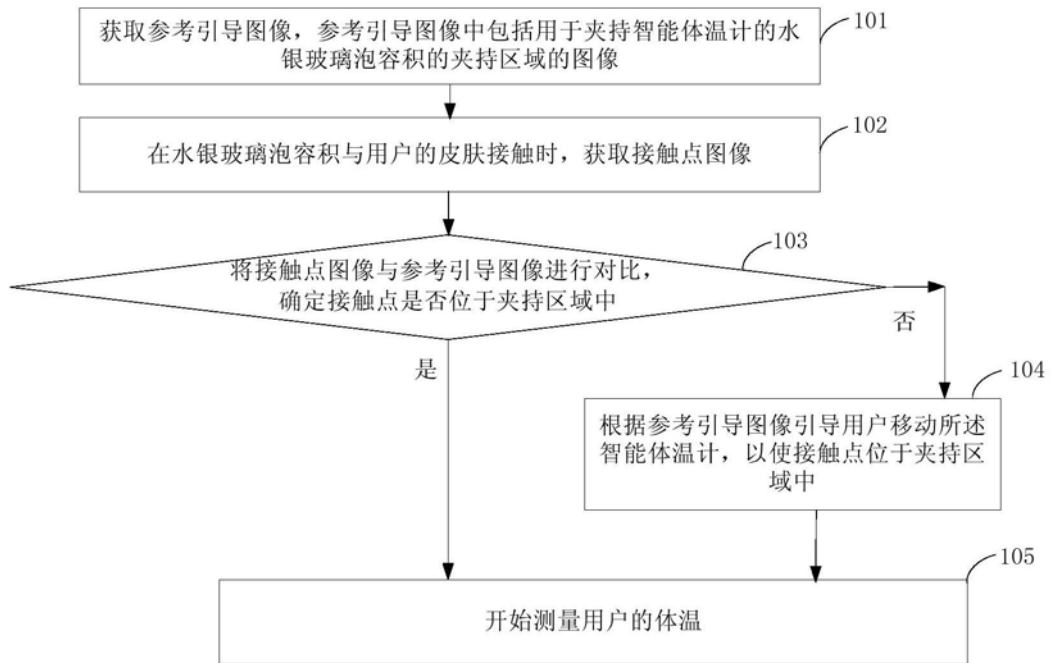 获取参考引导图像，参考引导图像中包括用于夹持智能体温计的水
银玻璃泡容积的夹持区域的图像
101
在水银玻璃泡容积与用户的皮肤接触时，获取接触点图像
102
将接触点图像与参考引导图像进行对比，
确定接触点是否位于夹持区域中
103
否
是
104
根据参考引导图像引导用户移动所述
智能体温计，以使接触点位于夹持区
域中
105
开始测量用户的体温